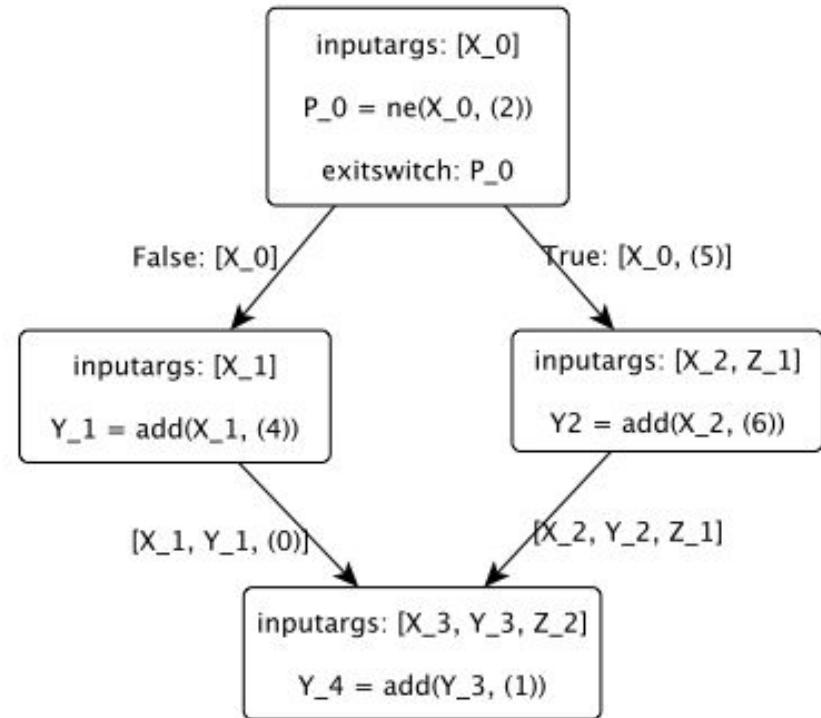 inputargs: [X_0]
P_0 = ne(X_0, (2))
exitswitch: P_0
False: [X_0]
True: [X_0, (5)]
inputargs: [X_1]
Y_1 = add(X_1, (4))
inputargs: [X_2, Z_1]
Y2 = add(X_2, (6))
[X_1, Y_1, (0)]
[X_2, Y_2, Z_1]
inputargs: [X_3, Y_3, Z_2]
Y_4 = add(Y_3, (1))